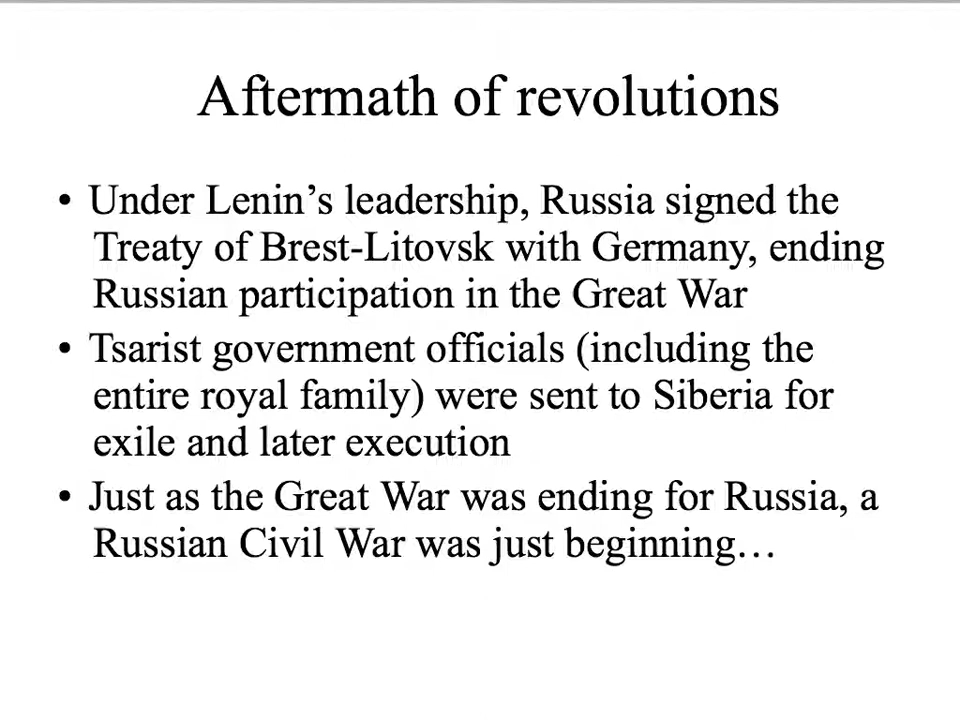 Aftermath of revolutions
• Under Lenin’s leadership, Russia signed the
Treaty of Brest-Litovsk with Germany, ending
Russian participation in the Great War
• Tsarist government officials (including the
entire royal family) were sent to Siberia for
exile and later execution
• Just as the Great War was ending for Russia, a
Russian Civil War was just beginning…